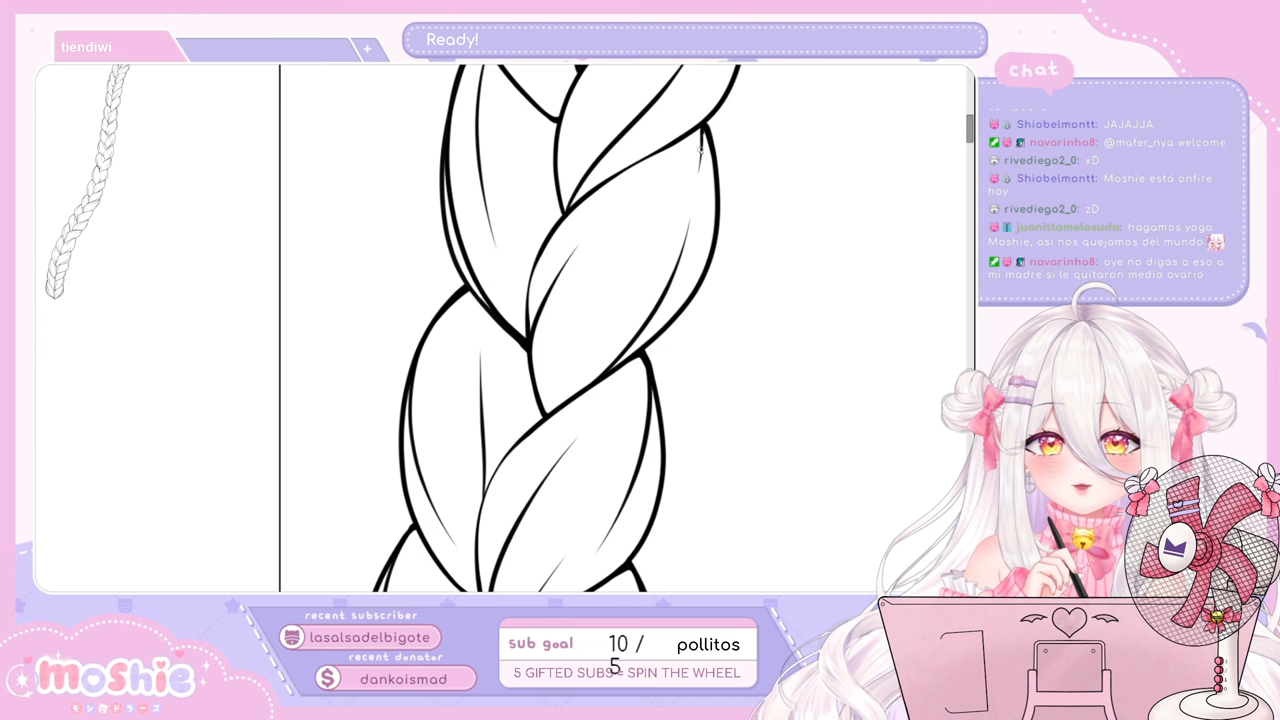 tiendiwi
+
Ready!
chat
Shiobelmontt: JAJAJJA
navarinho8: @mafer_nya welcome
rivediego2_0: xD
Shiobelmontt: Moshie está onfire
hoy
rivediego2_0: zD
juanittomelasuda: hagamos yoga
Moshie, asi nos quejamos del mundo
navarinho8: oye no digas a eso a
mi madre si le quitaron medio ovario
recent subscriber
lasalsadelbigote
recent donator
$ dankoismad
sub goal 10 / 5 pollitos
5 GIFTED SUBS = SPIN THE WHEEL
moshie